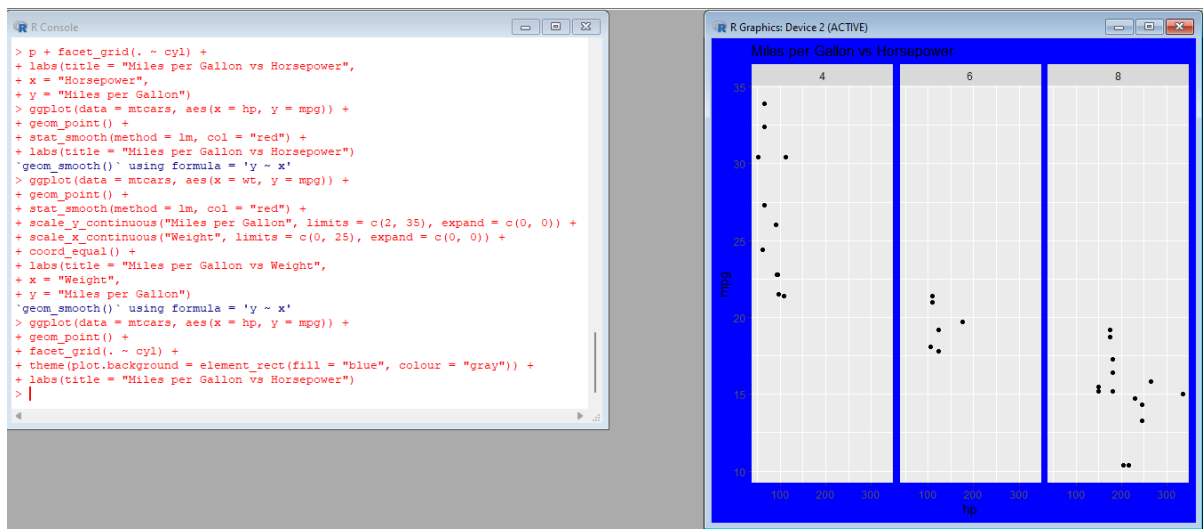 R Console
> p + facet_grid(. ~ cyl) +
+ labs(title = "Miles per Gallon vs Horsepower",
+ x = "Horsepower",
+ y = "Miles per Gallon")
> ggplot(data = mtcars, aes(x = hp, y = mpg)) +
+ geom_point() +
+ stat_smooth(method = lm, col = "red") +
+ labs(title = "Miles per Gallon vs Horsepower")
`geom_smooth()` using formula = 'y ~ x'
> ggplot(data = mtcars, aes(x = wt, y = mpg)) +
+ geom_point() +
+ stat_smooth(method = lm, col = "red") +
+ scale_y_continuous("Miles per Gallon", limits = c(2, 35), expand = c(0, 0)) +
+ scale_x_continuous("Weight", limits = c(0, 25), expand = c(0, 0)) +
+ coord_equal() +
+ labs(title = "Miles per Gallon vs Weight",
+ x = "Weight",
+ y = "Miles per Gallon")
`geom_smooth()` using formula = 'y ~ x'
> ggplot(data = mtcars, aes(x = hp, y = mpg)) +
+ geom_point() +
+ facet_grid(. ~ cyl) +
+ theme(plot.background = element_rect(fill = "blue", colour = "gray")) +
+ labs(title = "Miles per Gallon vs Horsepower")
>
R Graphics: Device 2 (ACTIVE)
Miles per Gallon vs Horsepower
4 6 8
35
30
25
mpg
20
15
10
100 200 300 100 200 300 100 200 300
hp